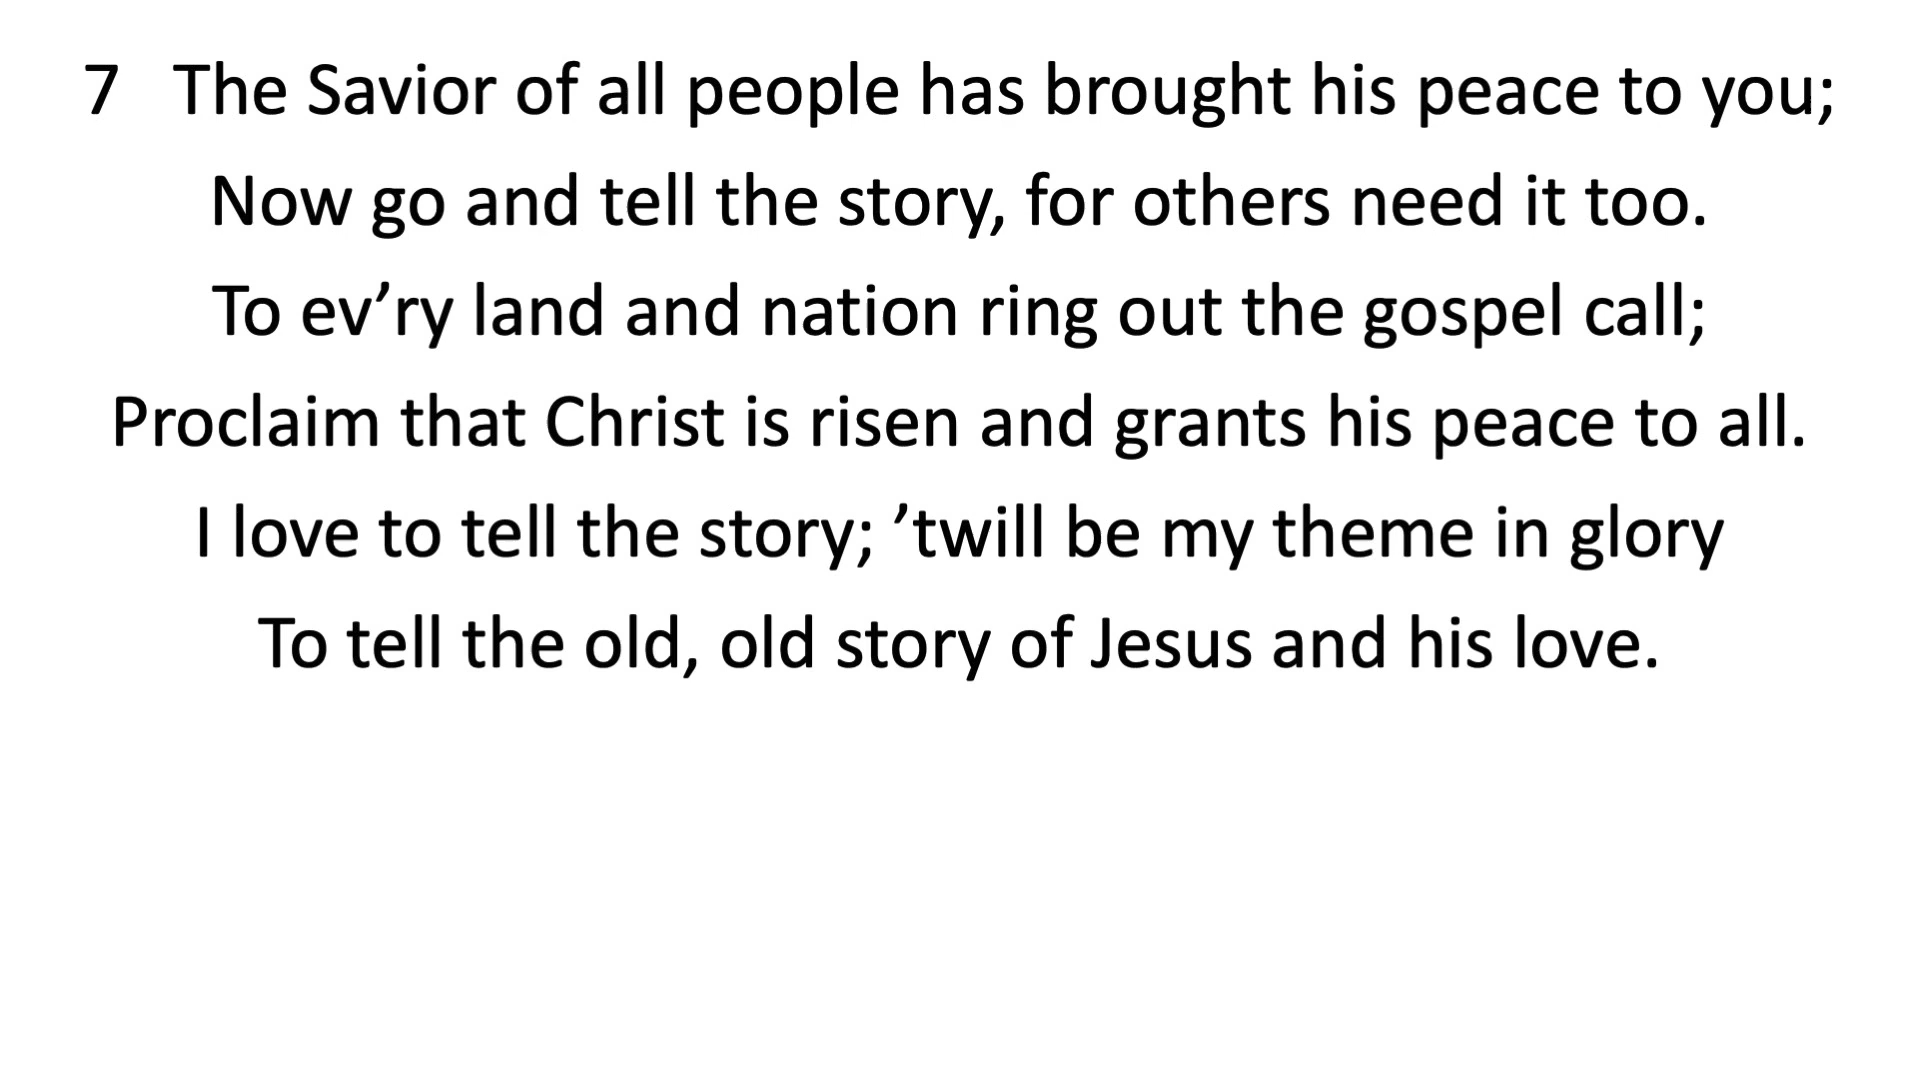 7 The Savior of all people has brought his peace to you;
Now go and tell the story, for others need it too.
To ev’ry land and nation ring out the gospel call;
Proclaim that Christ is risen and grants his peace to all.
I love to tell the story; ’twill be my theme in glory
To tell the old, old story of Jesus and his love.